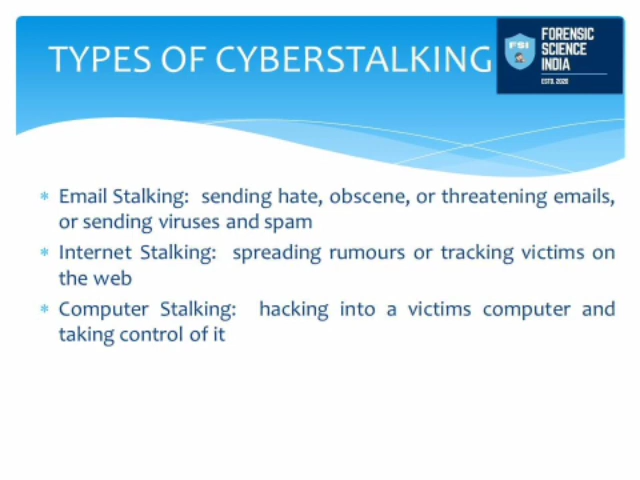 TYPES OF CYBERSTALKING
FSI
FORENSIC
SCIENCE
INDIA
ESTD. 2020
* Email Stalking: sending hate, obscene, or threatening emails,
or sending viruses and spam
* Internet Stalking: spreading rumours or tracking victims on
the web
* Computer Stalking: hacking into a victims computer and
taking control of it